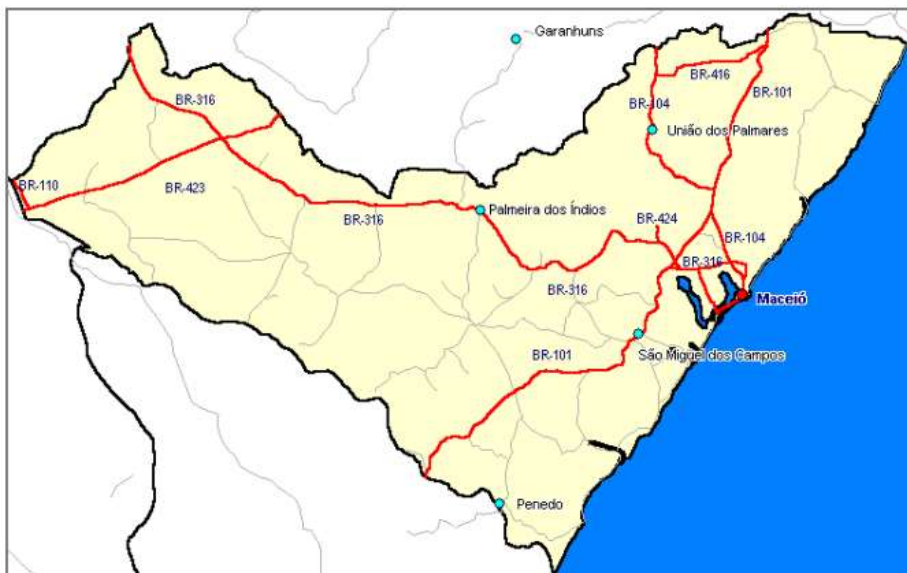 Garanhuns
BR-416
BR-316
BR-104
BR-101
União dos Palmares
BR-110
BR-423
BR-316
Palmeira dos Índios
BR-424
BR-104
BR-316
BR-316
Maceió
BR-101
São Miguel dos Campos
Penedo